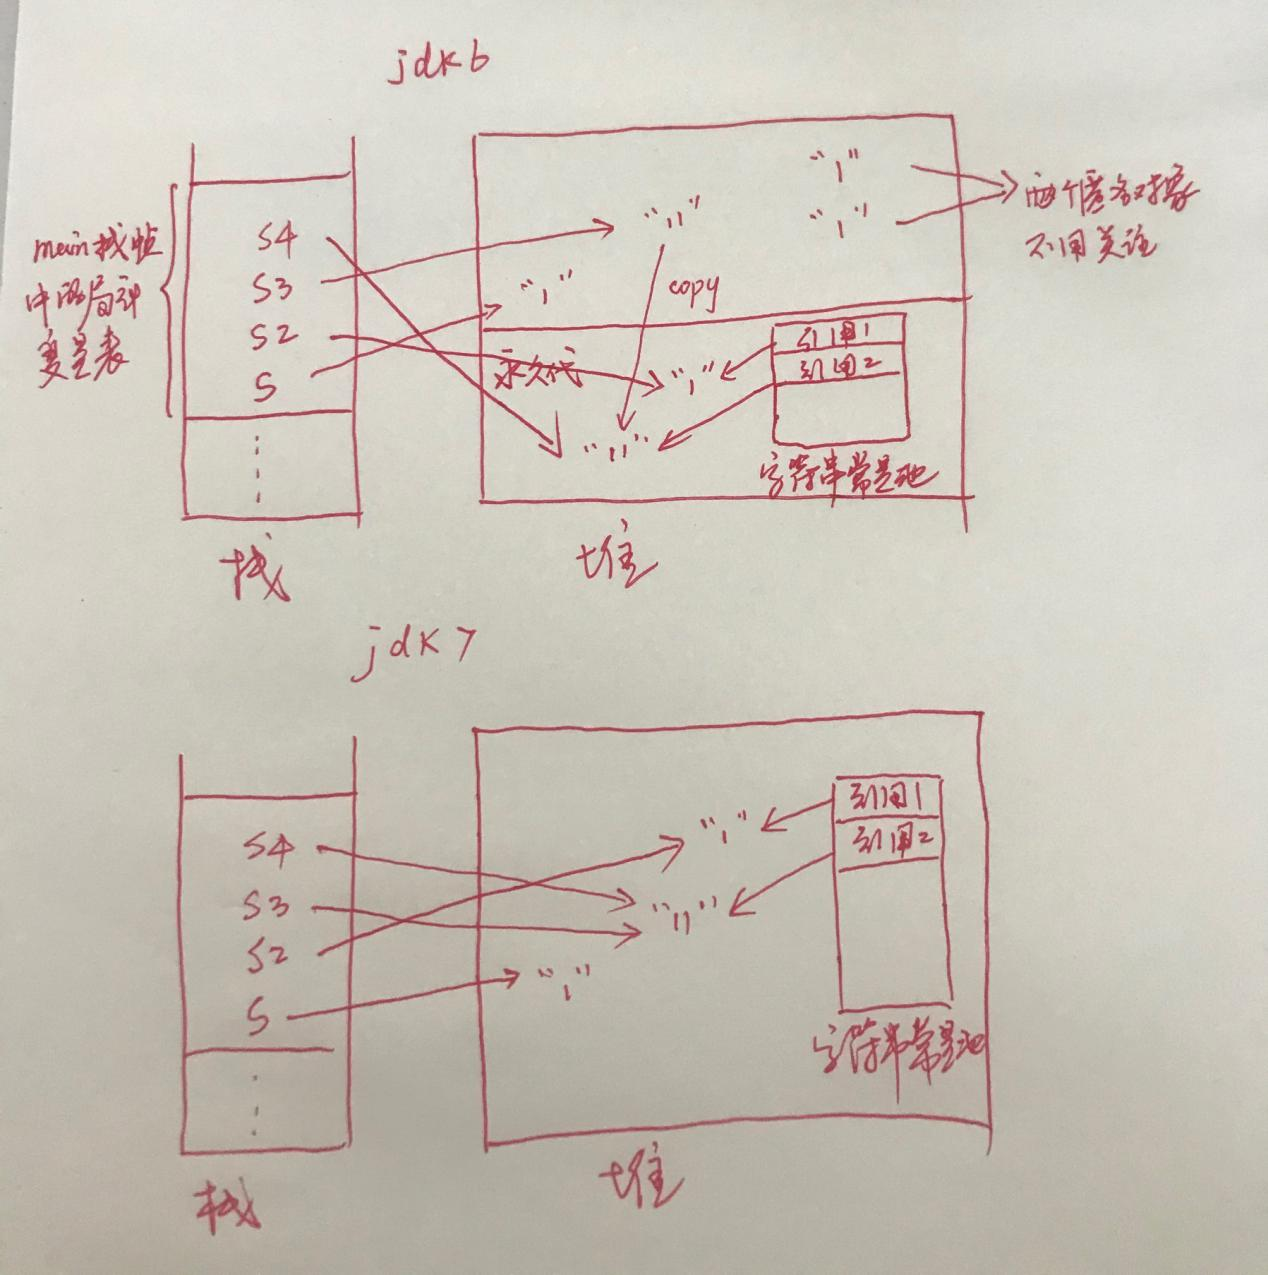 jdk6
main栈帧
中的局部
变量表
S4
S3
S2
S
"11"
"1"
"1"
"1"
copy
两个匿名对象
不用关注
永久代
"1"
"11"
引用1
引用2
字符串常量池
栈
堆
jdk7
S4
S3
S2
S
"1"
"11"
"1"
引用1
引用2
字符串常量池
栈
堆